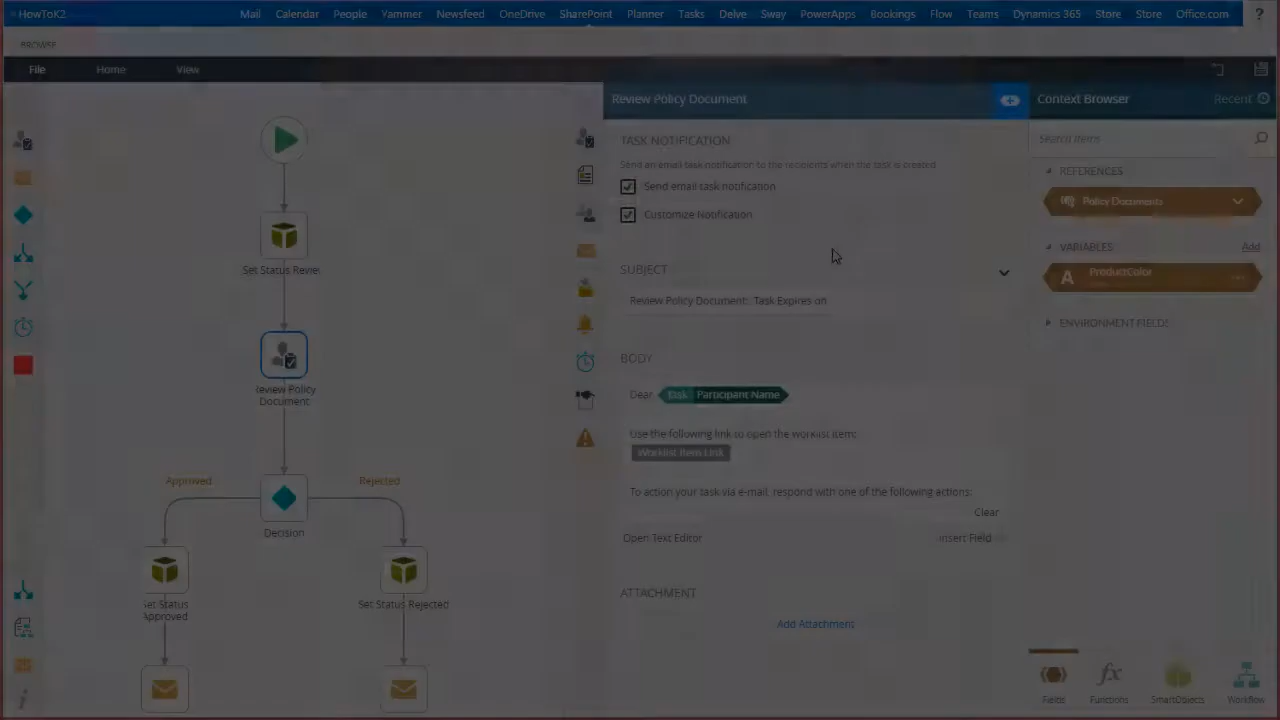 HowToK2
Mail Calendar People Yammer Newsfeed OneDrive SharePoint Planner Tasks Delve Sway PowerApps Bookings Flow Teams Dynamics 365 Store Store Office.com ?
BROWSE
File Home View
Review Policy Document
Context Browser Recent
TASK NOTIFICATION
Send an email task notification to the recipients when the task is created
Send email task notification
Customize Notification
SUBJECT
Review Policy Document: Task Expires on
BODY
Dear Task Participant Name
Use the following link to open the worklist item:
Worklist Item Link
To action your task via e-mail, respond with one of the following actions:
Clear
Open Text Editor Insert Field
ATTACHMENT
Add Attachment
Search Items
REFERENCES
Policy Documents
VARIABLES Add
A ProductColor
ENVIRONMENT FIELDS
Fields Functions SmartObjects Workflow
Set Status Review
Review Policy
Document
Approved Rejected
Decision
Set Status
Approved
Set Status Rejected